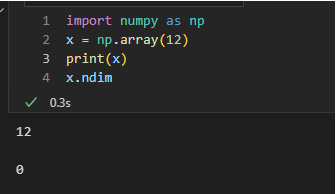 1 import numpy as np
2 x = np.array(12)
3 print(x)
4 x.ndim
0.3s
12
0